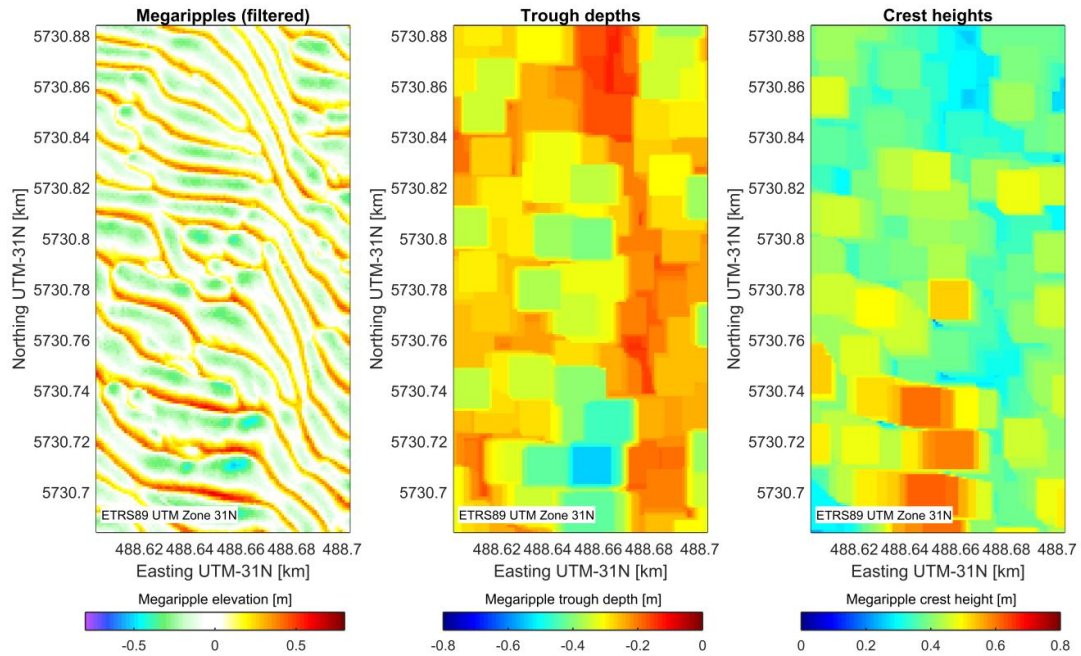 Megaripples (filtered)
Trough depths
Crest heights
Northing UTM-31N [km]
5730.88
5730.86
5730.84
5730.82
5730.8
5730.78
5730.76
5730.74
5730.72
5730.7
ETRS89 UTM Zone 31N
488.62 488.64 488.66 488.68 488.7
Easting UTM-31N [km]
Megaripple elevation [m]
-0.5 0 0.5
Northing UTM-31N [km]
5730.88
5730.86
5730.84
5730.82
5730.8
5730.78
5730.76
5730.74
5730.72
5730.7
ETRS89 UTM Zone 31N
488.62 488.64 488.66 488.68 488.7
Easting UTM-31N [km]
Megaripple trough depth [m]
-0.8 -0.6 -0.4 -0.2 0
Northing UTM-31N [km]
5730.88
5730.86
5730.84
5730.82
5730.8
5730.78
5730.76
5730.74
5730.72
5730.7
ETRS89 UTM Zone 31N
488.62 488.64 488.66 488.68 488.7
Easting UTM-31N [km]
Megaripple crest height [m]
0 0.2 0.4 0.6 0.8